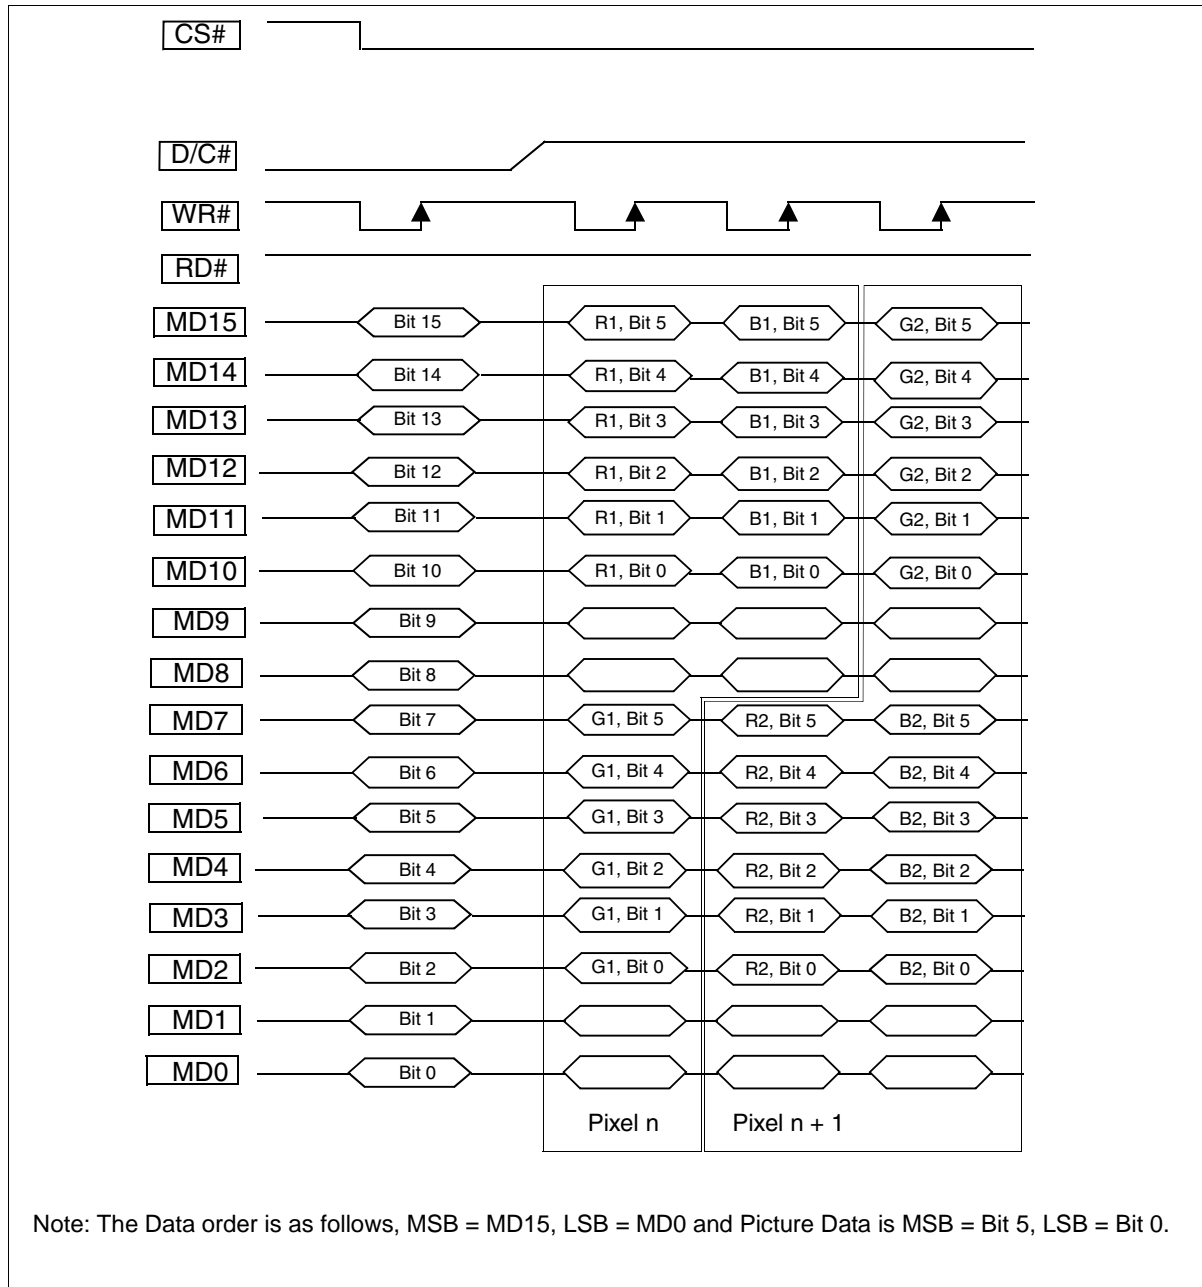 CS#
D/C#
WR#
RD#
MD15 Bit 15 R1, Bit 5 B1, Bit 5 G2, Bit 5
MD14 Bit 14 R1, Bit 4 B1, Bit 4 G2, Bit 4
MD13 Bit 13 R1, Bit 3 B1, Bit 3 G2, Bit 3
MD12 Bit 12 R1, Bit 2 B1, Bit 2 G2, Bit 2
MD11 Bit 11 R1, Bit 1 B1, Bit 1 G2, Bit 1
MD10 Bit 10 R1, Bit 0 B1, Bit 0 G2, Bit 0
MD9 Bit 9
MD8 Bit 8
MD7 Bit 7 G1, Bit 5 R2, Bit 5 B2, Bit 5
MD6 Bit 6 G1, Bit 4 R2, Bit 4 B2, Bit 4
MD5 Bit 5 G1, Bit 3 R2, Bit 3 B2, Bit 3
MD4 Bit 4 G1, Bit 2 R2, Bit 2 B2, Bit 2
MD3 Bit 3 G1, Bit 1 R2, Bit 1 B2, Bit 1
MD2 Bit 2 G1, Bit 0 R2, Bit 0 B2, Bit 0
MD1 Bit 1
MD0 Bit 0
Pixel n Pixel n + 1
Note: The Data order is as follows, MSB = MD15, LSB = MD0 and Picture Data is MSB = Bit 5, LSB = Bit 0.